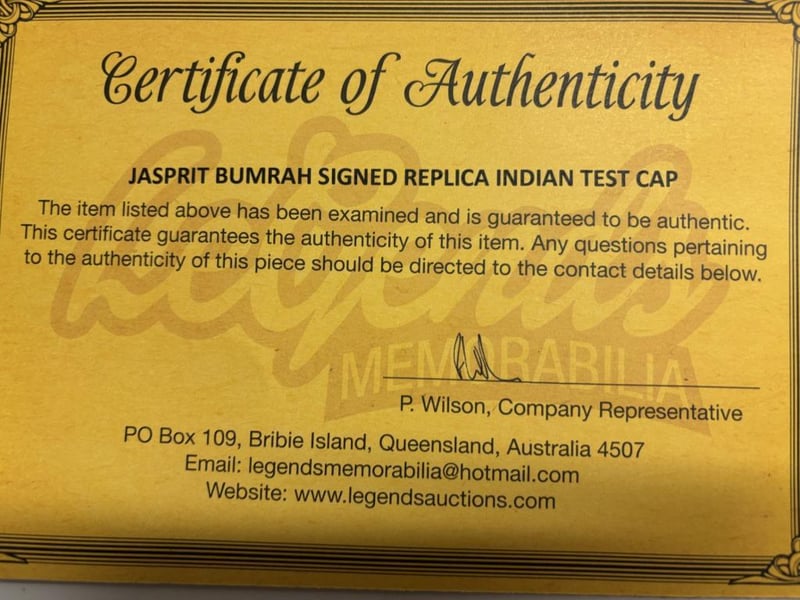 Certificate of Authenticity
JASPRIT BUMRAH SIGNED REPLICA INDIAN TEST CAP
The item listed above has been examined and is guaranteed to be authentic.
This certificate guarantees the authenticity of this item. Any questions pertaining
to the authenticity of this piece should be directed to the contact details below.
Legends
MEMORABILIA
P. Wilson, Company Representative
PO Box 109, Bribie Island, Queensland, Australia 4507
Email: legendsmemorabilia@hotmail.com
Website: www.legendsauctions.com